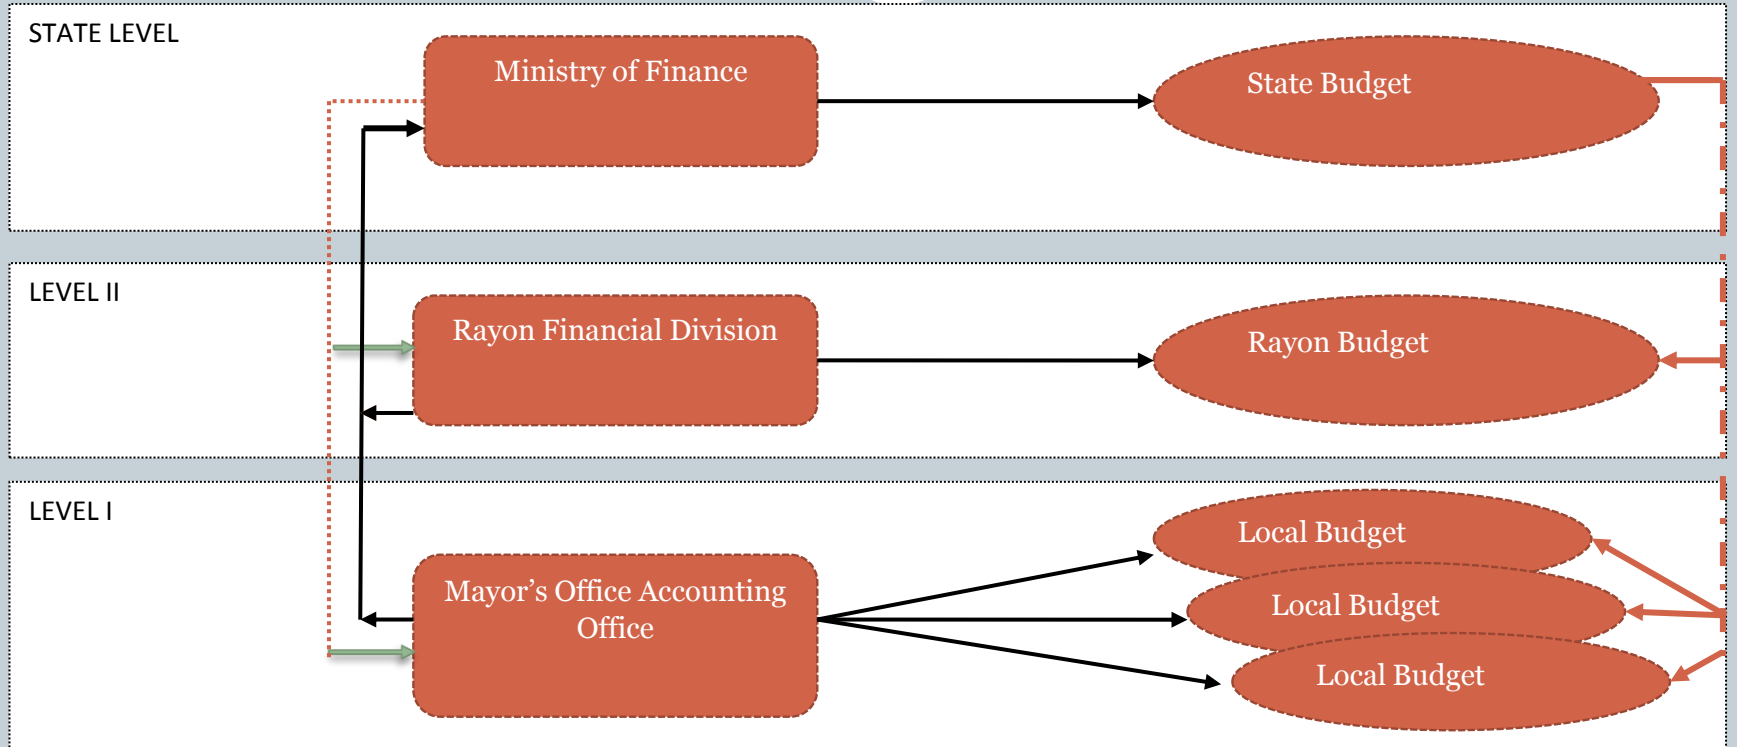 STATE LEVEL
Ministry of Finance
State Budget
LEVEL II
Rayon Financial Division
Rayon Budget
LEVEL I
Mayor’s Office Accounting
Office
Local Budget
Local Budget
Local Budget